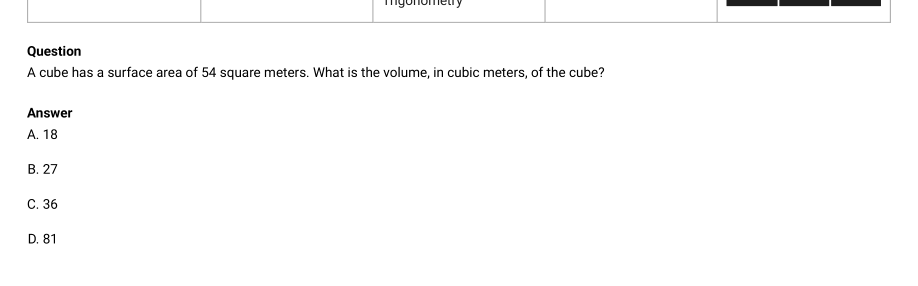 Trigonometry
Question
A cube has a surface area of 54 square meters. What is the volume, in cubic meters, of the cube?
Answer
A. 18
B. 27
C. 36
D. 81